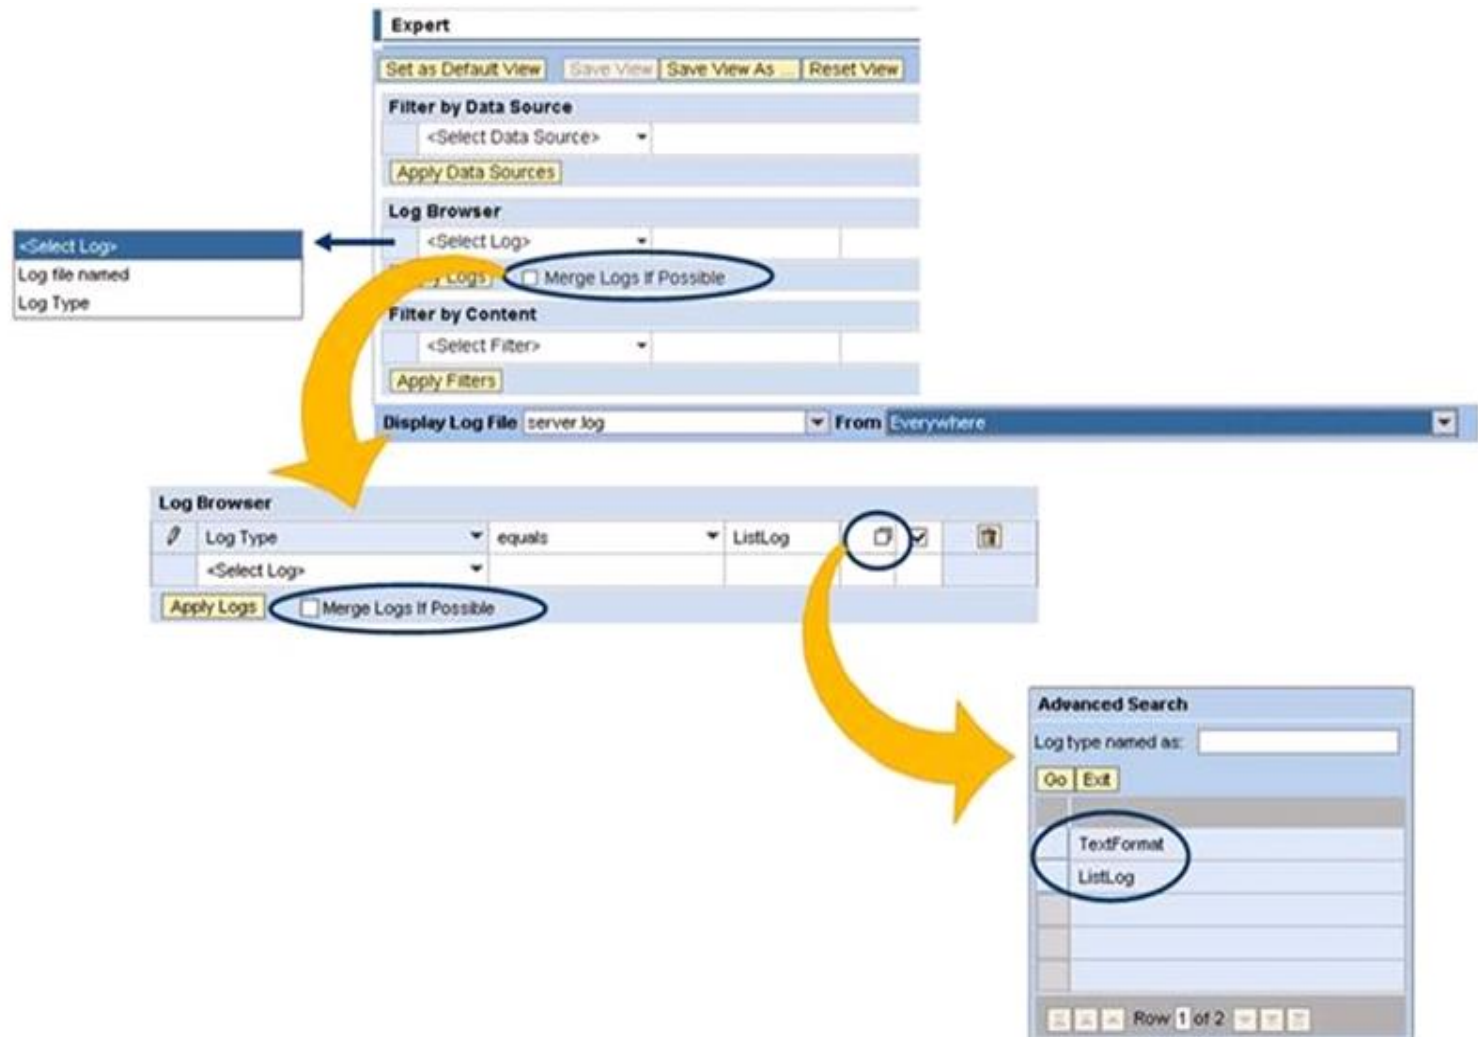 Expert
Set as Default View Save View Save View As ... Reset View
Filter by Data Source
<Select Data Source>
Apply Data Sources
Log Browser
<Select Log>
<Select Log>
Log file named
Log Type
y Logs Merge Logs If Possible
Filter by Content
<Select Filter>
Apply Filters
Display Log File server.log From Everywhere
Log Browser
Log Type equals ListLog
<Select Log>
Apply Logs Merge Logs If Possible
Advanced Search
Log type named as:
Go Exit
TextFormat
ListLog
Row 1 of 2